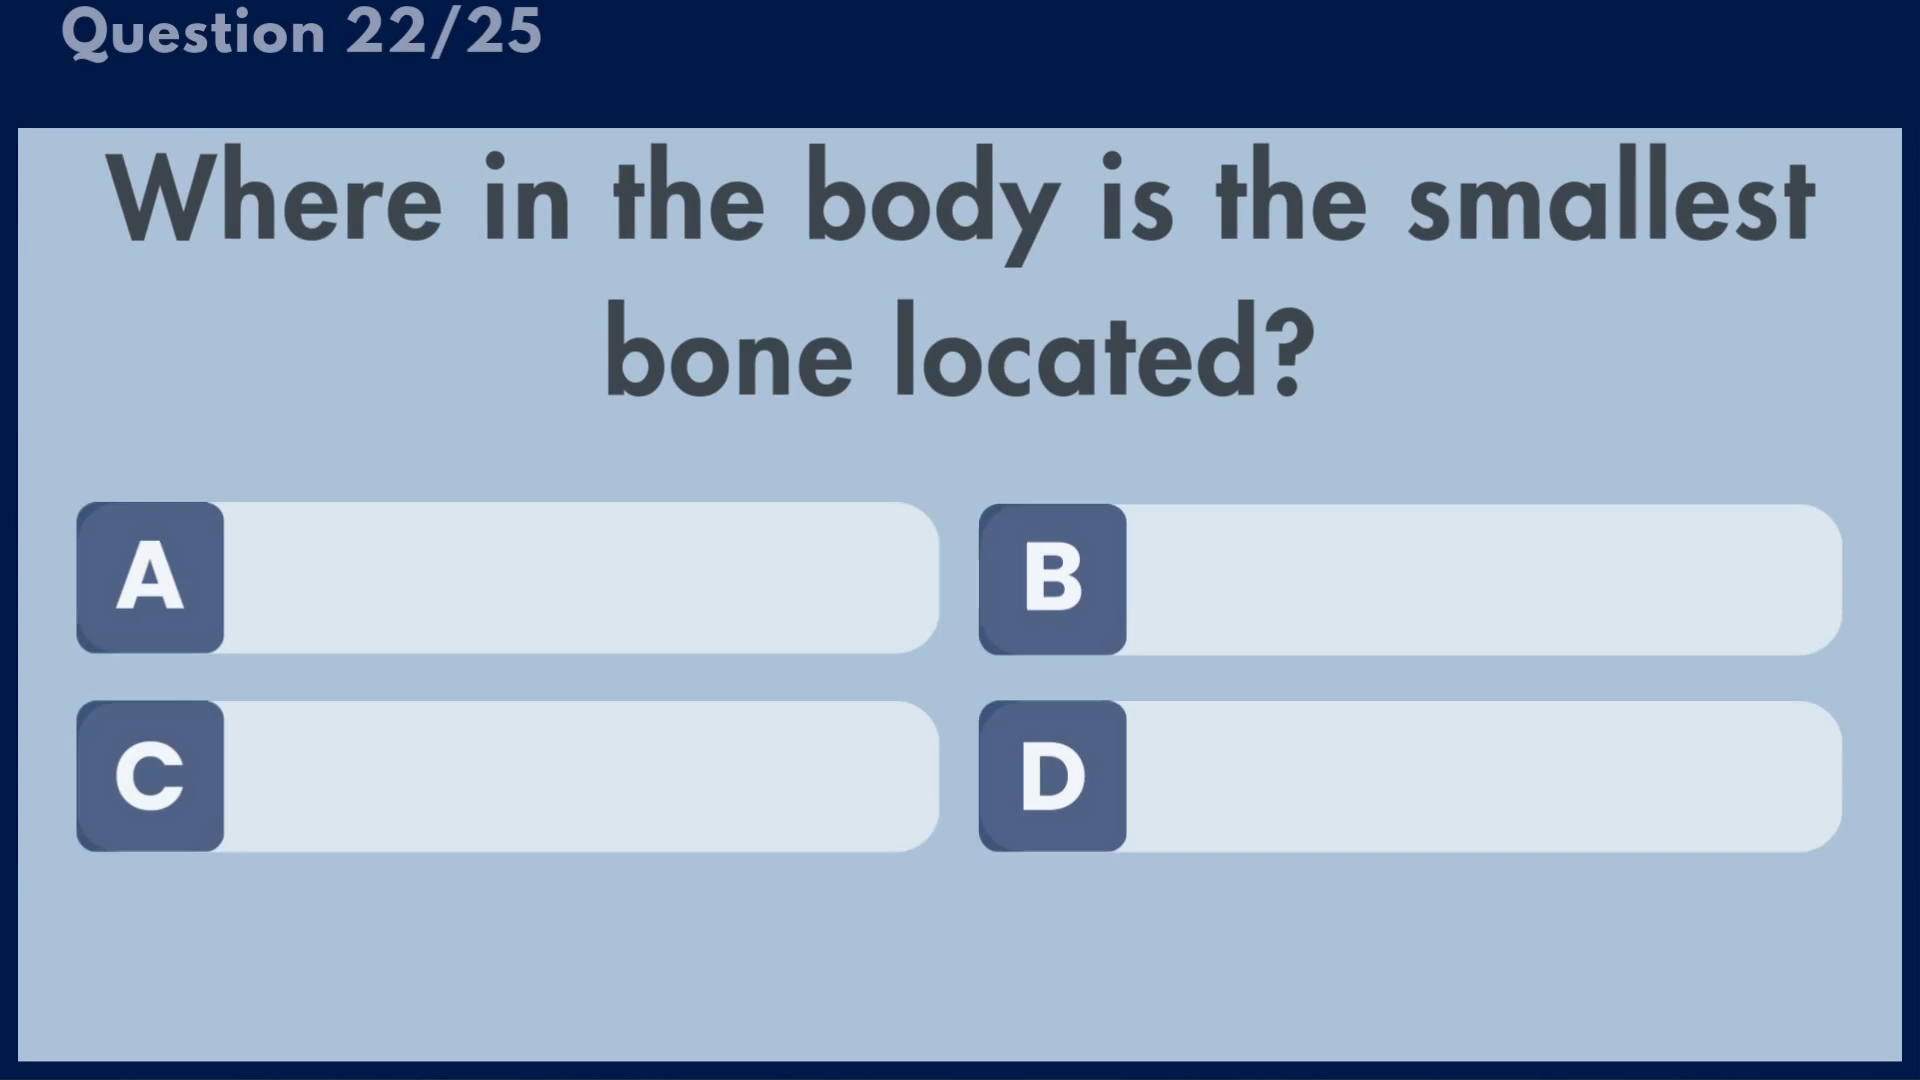 Question 22/25
Where in the body is the smallest
bone located?
A
B
C
D